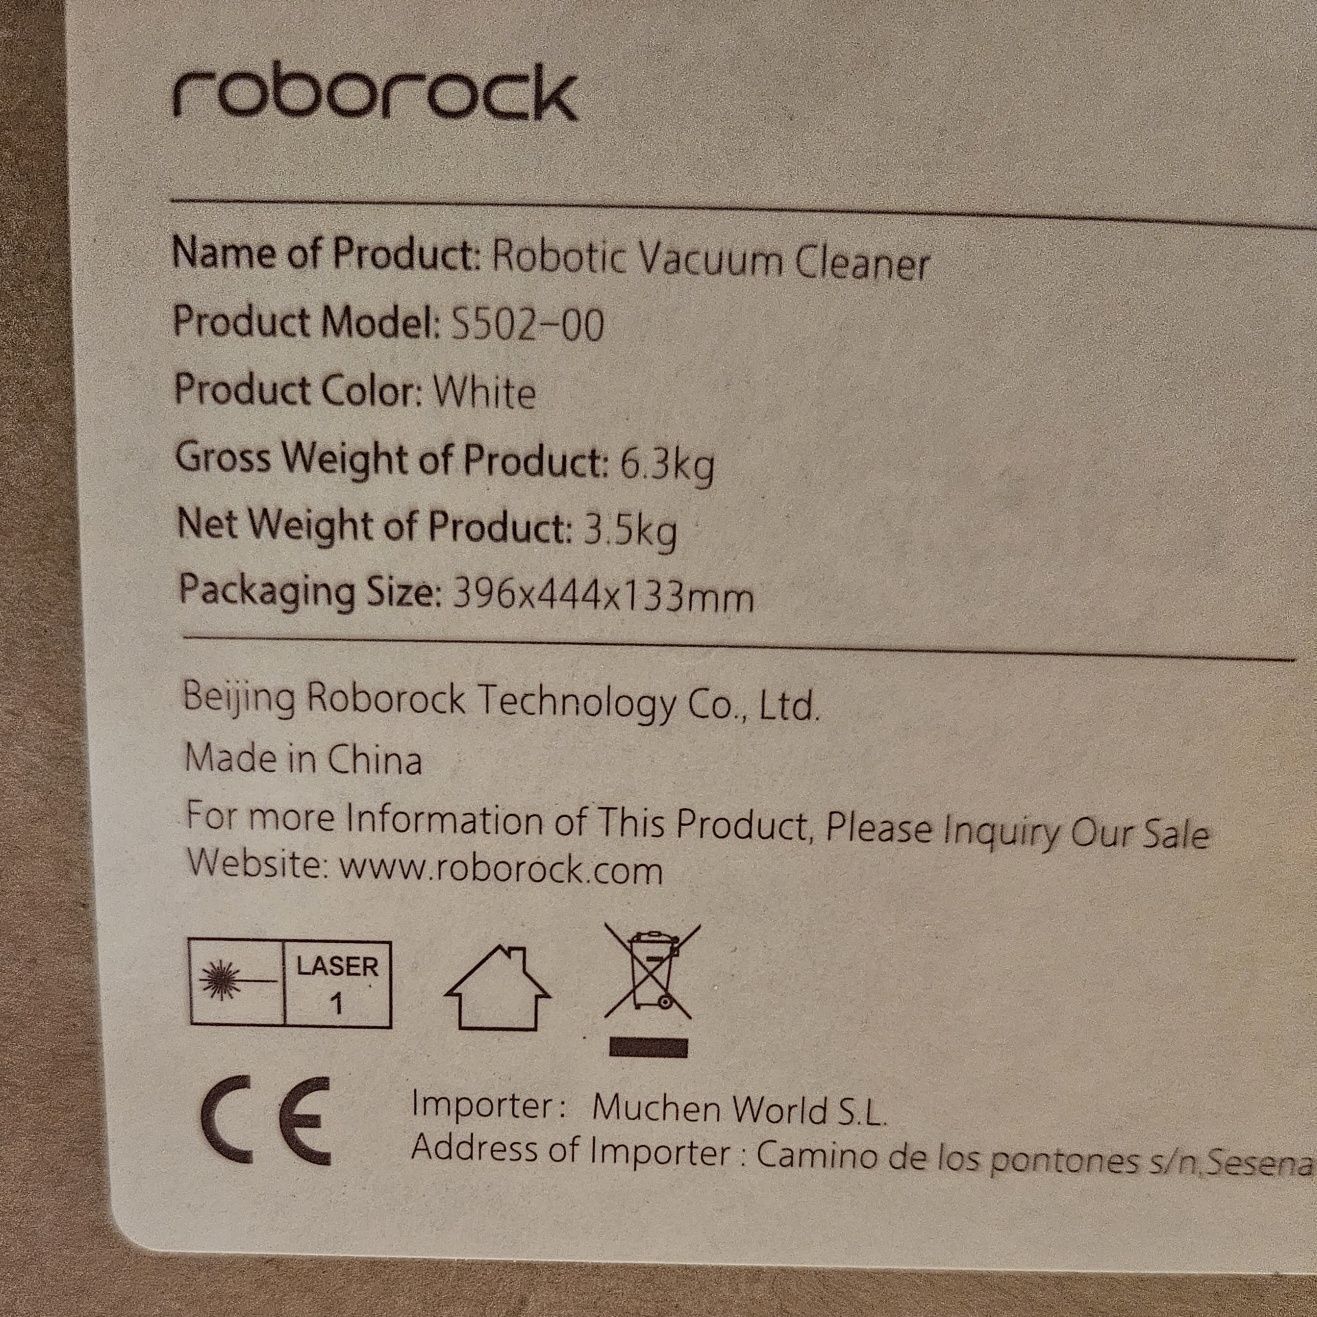 roborock
Name of Product: Robotic Vacuum Cleaner
Product Model: S502-00
Product Color: White
Gross Weight of Product: 6.3kg
Net Weight of Product: 3.5kg
Packaging Size: 396x444x133mm
Beijing Roborock Technology Co., Ltd.
Made in China
For more Information of This Product, Please Inquiry Our Sale
Website: www.roborock.com
LASER
1
CE
Importer: Muchen World S.L.
Address of Importer : Camino de los pontones s/n,Sesena